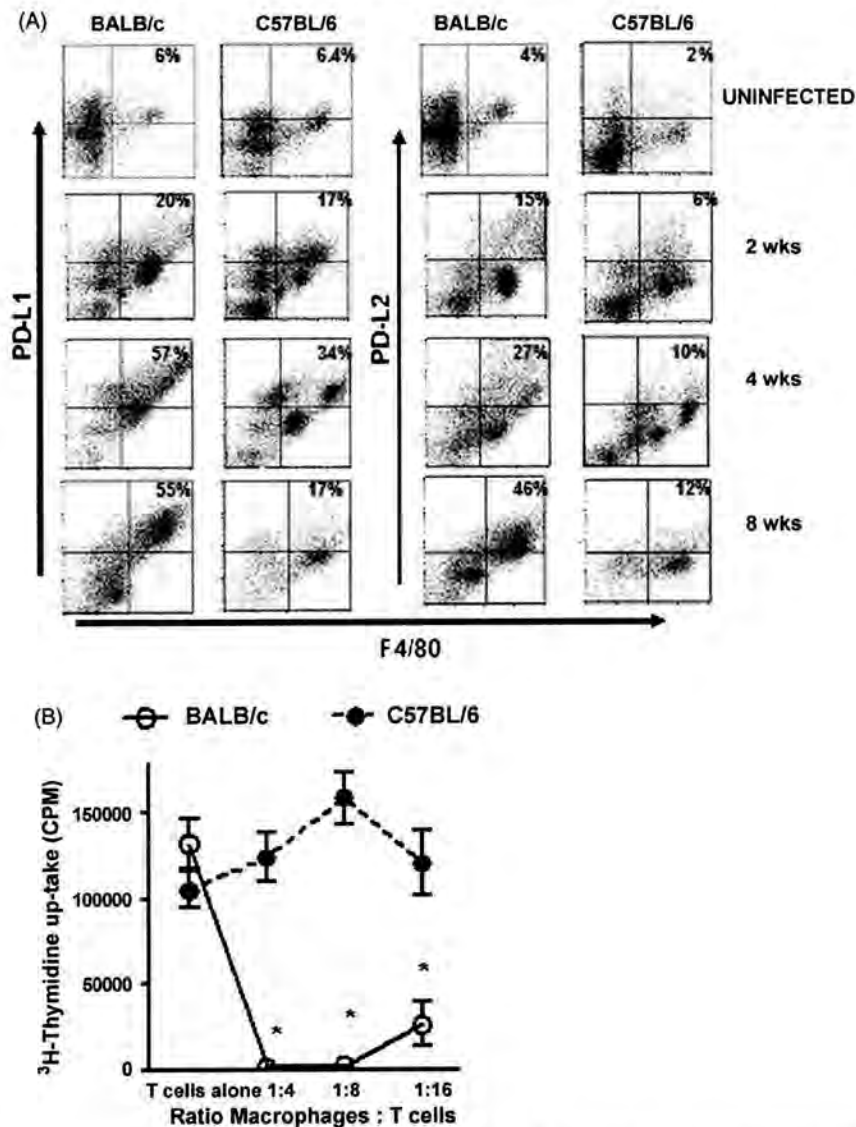 (A) BALB/c C57BL/6 BALB/c C57BL/6
6% 6.4% 4% 2% UNINFECTED
20% 17% 15% 6% 2 wks
57% 34% 27% 10% 4 wks
55% 17% 46% 12% 8 wks
PD-L1
PD-L2
F4/80
(B) BALB/c C57BL/6
³H-Thymidine up-take (CPM)
150000
100000
50000
0
* * *
T cells alone 1:4 1:8 1:16
Ratio Macrophages : T cells